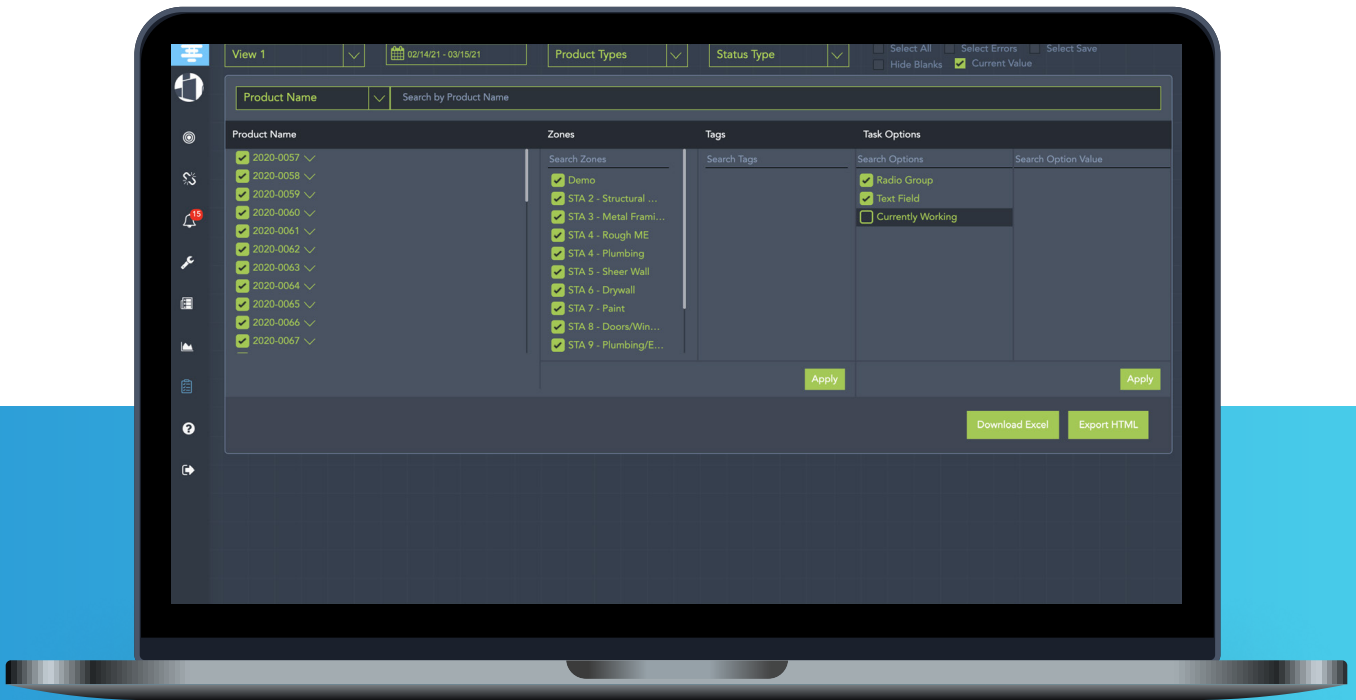 View 1
02/14/21 - 03/15/21
Product Types
Status Type
Select All
Select Errors
Select Save
Hide Blanks
Current Value
Product Name
Search by Product Name
Product Name
Zones
Tags
Task Options
2020-0057
2020-0058
2020-0059
2020-0060
2020-0061
2020-0062
2020-0063
2020-0064
2020-0065
2020-0066
2020-0067
Search Zones
Demo
STA 2 - Structural ...
STA 3 - Metal Frami...
STA 4 - Rough ME
STA 4 - Plumbing
STA 5 - Sheer Wall
STA 6 - Drywall
STA 7 - Paint
STA 8 - Doors/Win...
STA 9 - Plumbing/E...
Search Tags
Search Options
Radio Group
Text Field
Currently Working
Search Option Value
Apply
Apply
Download Excel
Export HTML
15